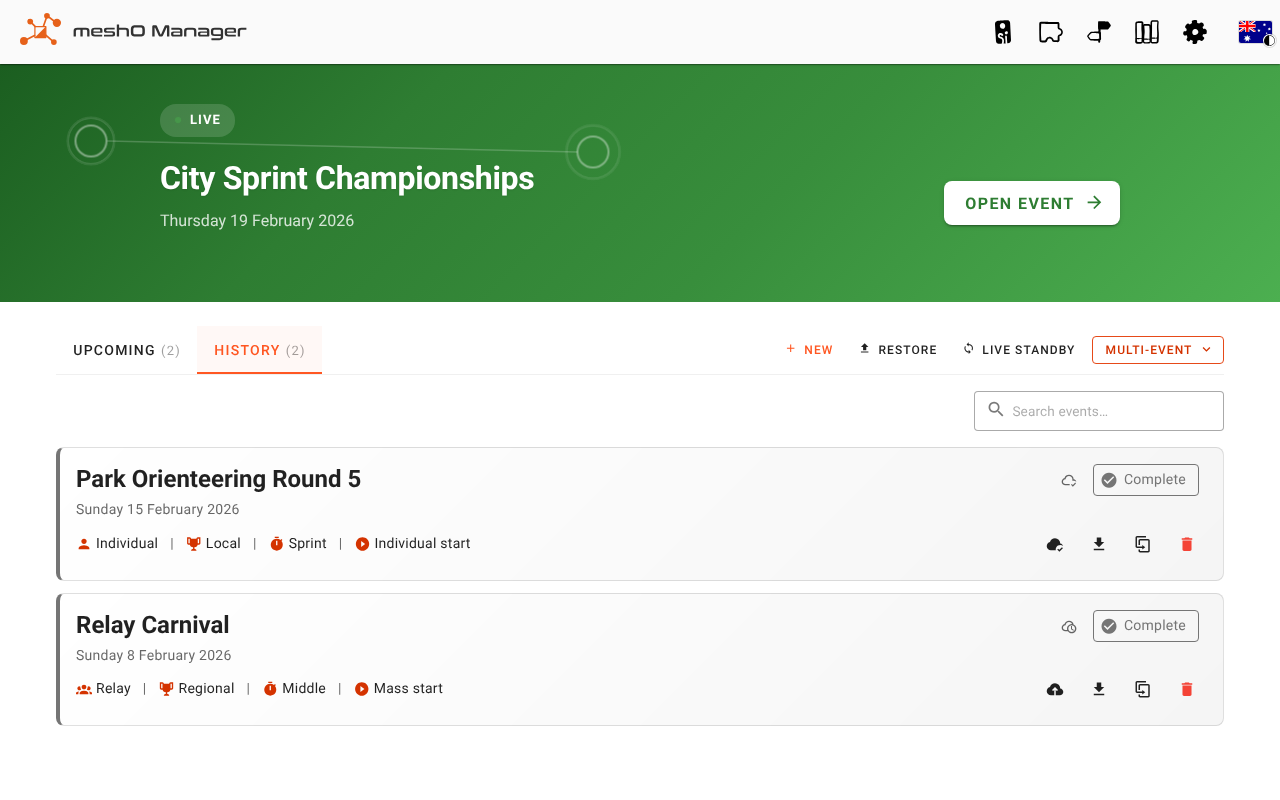 meshO Manager
Si
LIVE
City Sprint Championships
Thursday 19 February 2026
OPEN EVENT
UPCOMING (2)
HISTORY (2)
NEW
RESTORE
LIVE STANDBY
MULTI-EVENT
Search events…
Park Orienteering Round 5
Complete
Sunday 15 February 2026
Individual | Local | Sprint | Individual start
Relay Carnival
Complete
Sunday 8 February 2026
Relay | Regional | Middle | Mass start